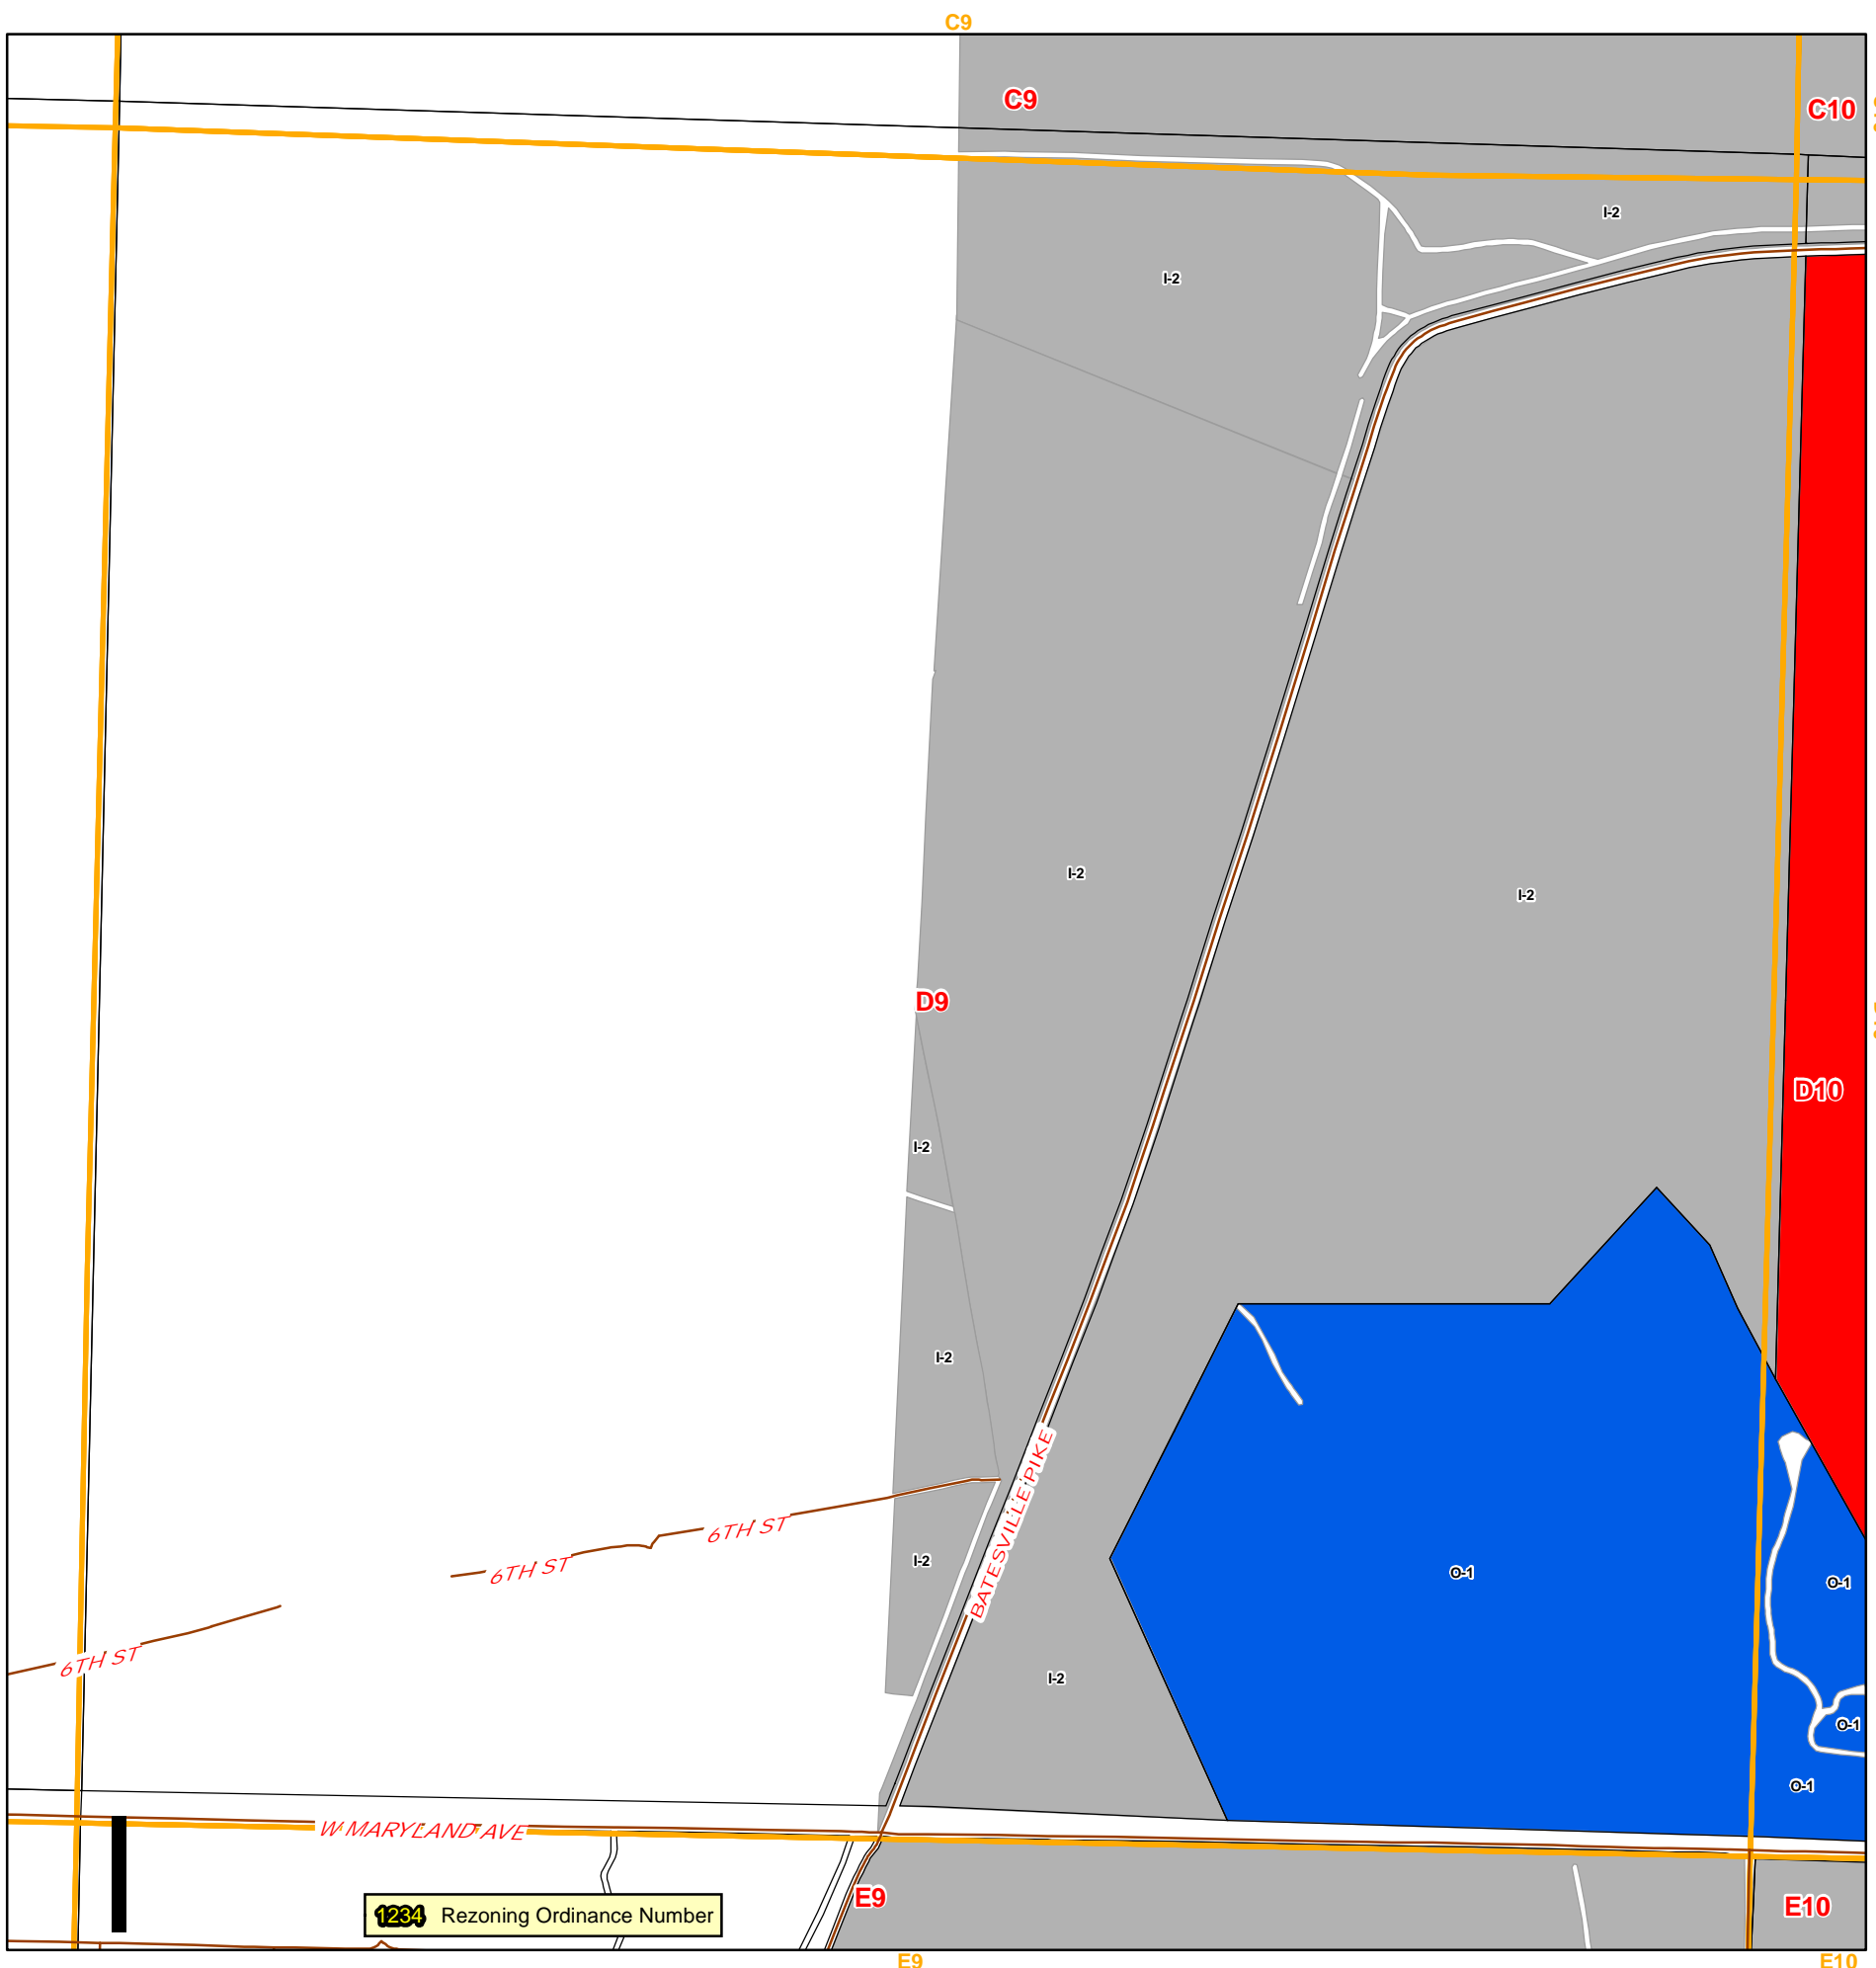 C9
C9
C10
I-2
I-2
I-2
I-2
D9
D10
I-2
I-2
BATESVILLE PIKE
6TH ST
6TH ST
6TH ST
I-2
O-1
O-1
I-2
O-1
O-1
W MARYLAND AVE
E9
E10
1234 Rezoning Ordinance Number
E9
E10